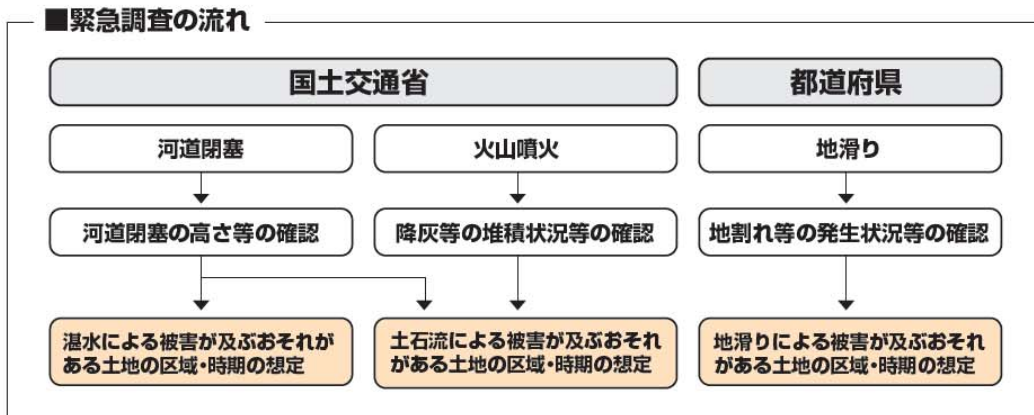 ■緊急調査の流れ
国土交通省
都道府県
河道閉塞
火山噴火
地滑り
河道閉塞の高さ等の確認
降灰等の堆積状況等の確認
地割れ等の発生状況等の確認
湛水による被害が及ぶおそれが
ある土地の区域・時期の想定
土石流による被害が及ぶおそれ
がある土地の区域・時期の想定
地滑りによる被害が及ぶおそれ
がある土地の区域・時期の想定